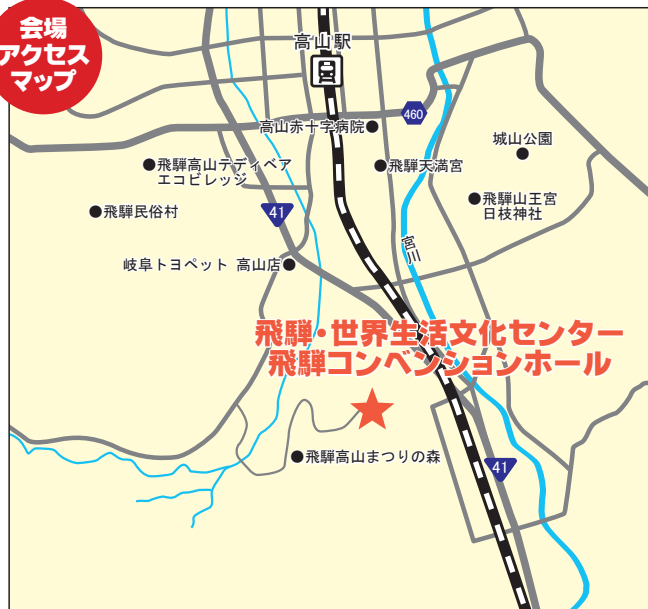 会場
アクセス
マップ
高山駅
460
高山赤十字病院
城山公園
飛騨高山テディベア
エコビレッジ
飛騨天満宮
飛騨民俗村
41
飛騨山王宮
日枝神社
宮川
岐阜トヨペット 高山店
飛騨・世界生活文化センター
飛騨コンベンションホール
飛騨高山まつりの森
41